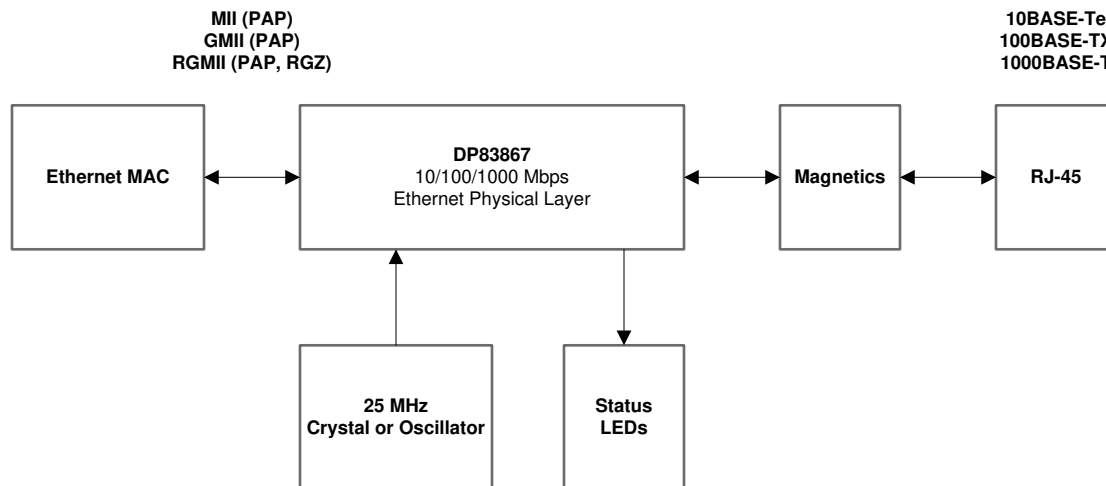 MII (PAP)
GMII (PAP)
RGMII (PAP, RGZ)
10BASE-Te
100BASE-TX
1000BASE-T
Ethernet MAC
DP83867
10/100/1000 Mbps
Ethernet Physical Layer
Magnetics
RJ-45
25 MHz
Crystal or Oscillator
Status
LEDs